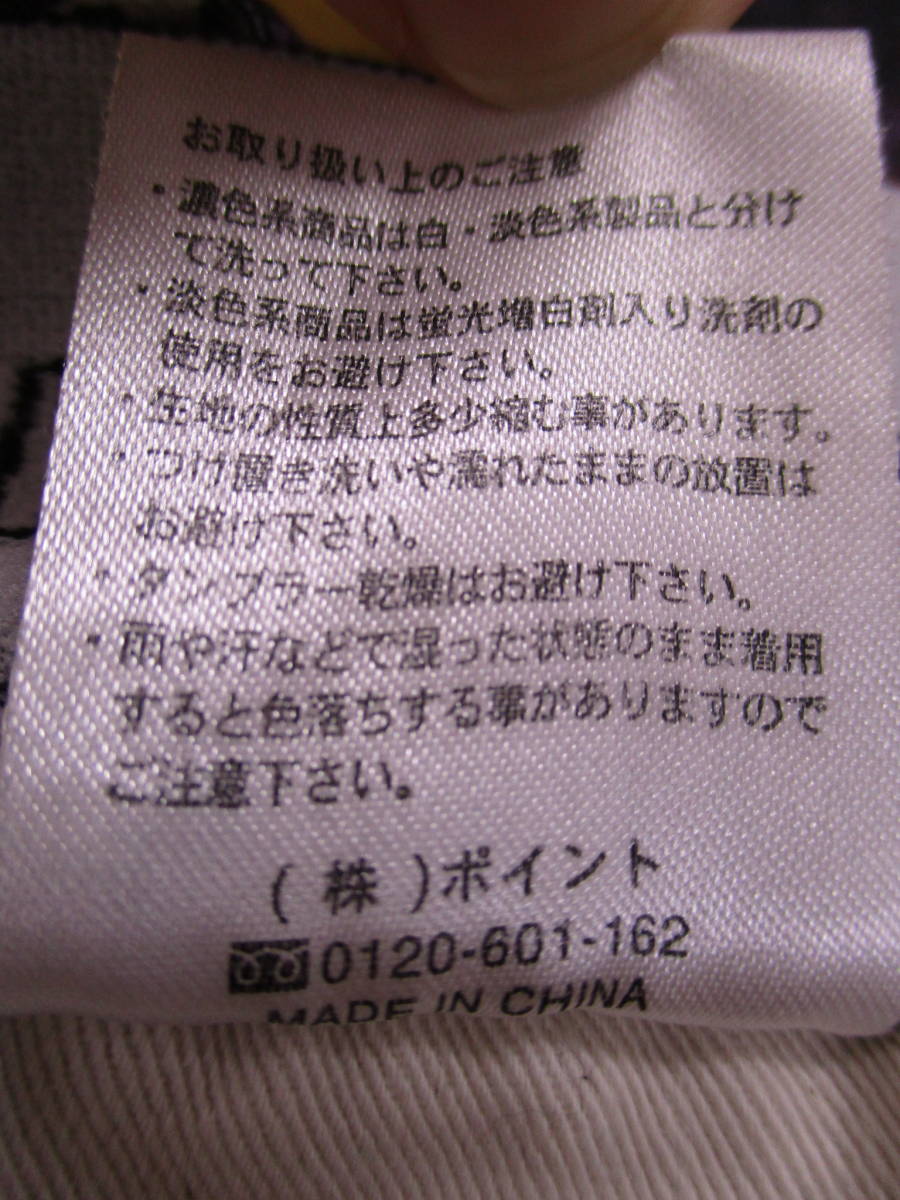 お取り扱い上のご注意
・濃色系商品は白・淡色系製品と分け
て洗って下さい。
・淡色系商品は蛍光増白剤入り洗剤の
使用をお避け下さい。
・生地の性質上多少縮む事があります。
・つけ置き洗いや濡れたままの放置は
お避け下さい。
・タンブラー乾燥はお避け下さい。
・雨や汗などで湿った状態のまま着用
すると色落ちする事がありますので
ご注意下さい。
(株)ポイント
0120-601-162
MADE IN CHINA